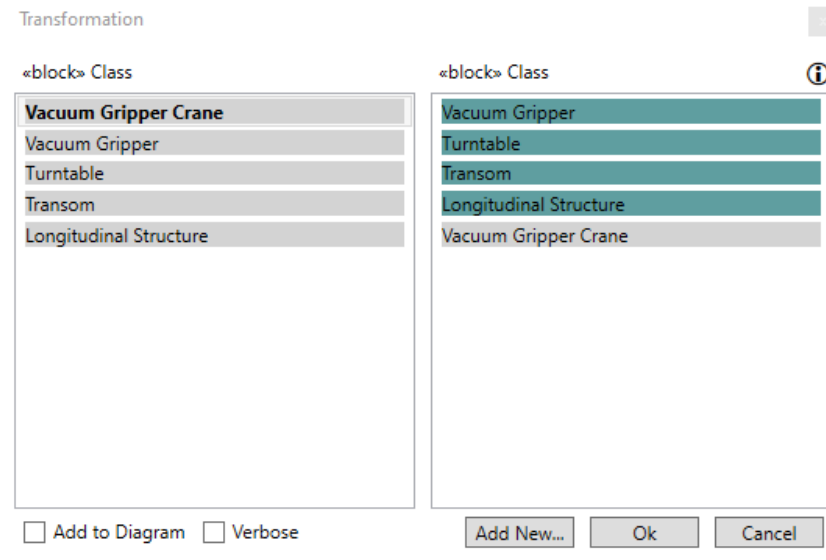 Transformation
«block» Class
Vacuum Gripper Crane
Vacuum Gripper
Turntable
Transom
Longitudinal Structure
«block» Class
Vacuum Gripper
Turntable
Transom
Longitudinal Structure
Vacuum Gripper Crane
Add to Diagram
Verbose
Add New...
Ok
Cancel